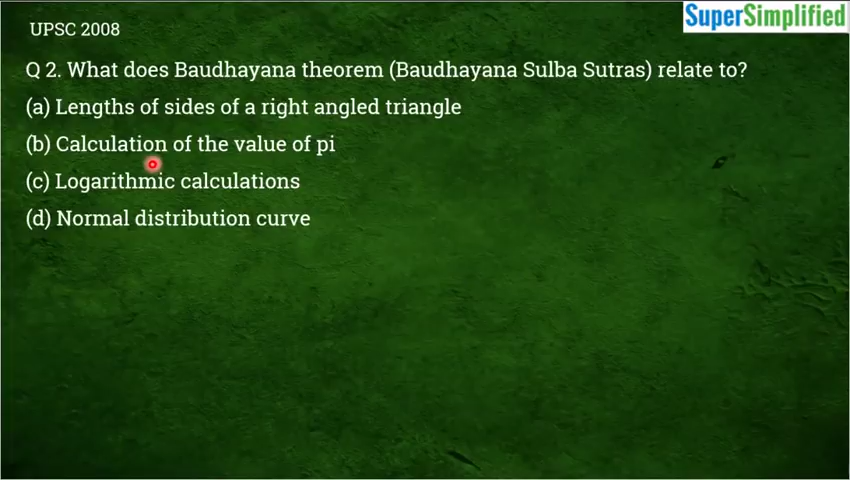 SuperSimplified
UPSC 2008
Q 2. What does Baudhayana theorem (Baudhayana Sulba Sutras) relate to?
(a) Lengths of sides of a right angled triangle
(b) Calculation of the value of pi
(c) Logarithmic calculations
(d) Normal distribution curve